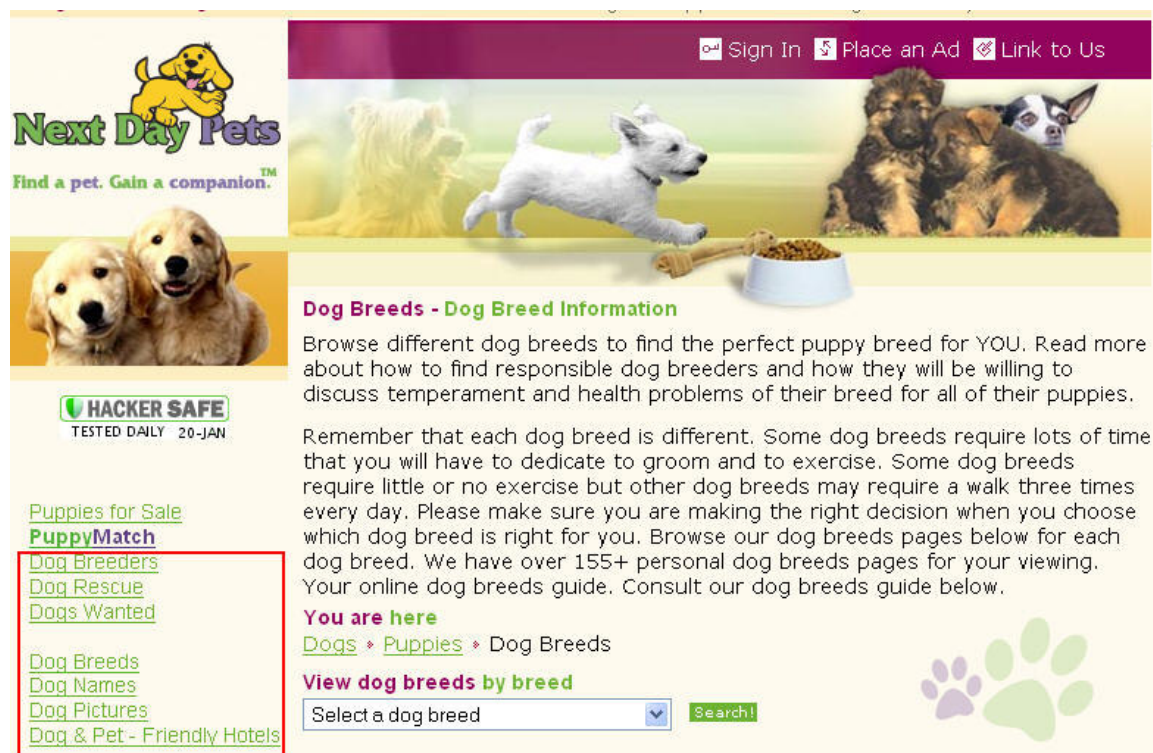 Sign In Place an Ad Link to Us
Next Day Pets
Find a pet. Gain a companion.™
HACKER SAFE
TESTED DAILY 20-JAN
Puppies for Sale
PuppyMatch
Dog Breeders
Dog Rescue
Dogs Wanted
Dog Breeds
Dog Names
Dog Pictures
Dog & Pet - Friendly Hotels
Dog Breeds - Dog Breed Information
Browse different dog breeds to find the perfect puppy breed for YOU. Read more
about how to find responsible dog breeders and how they will be willing to
discuss temperament and health problems of their breed for all of their puppies.
Remember that each dog breed is different. Some dog breeds require lots of time
that you will have to dedicate to groom and to exercise. Some dog breeds
require little or no exercise but other dog breeds may require a walk three times
every day. Please make sure you are making the right decision when you choose
which dog breed is right for you. Browse our dog breeds pages below for each
dog breed. We have over 155+ personal dog breeds pages for your viewing.
Your online dog breeds guide. Consult our dog breeds guide below.
You are here
Dogs • Puppies • Dog Breeds
View dog breeds by breed
Select a dog breed Search!